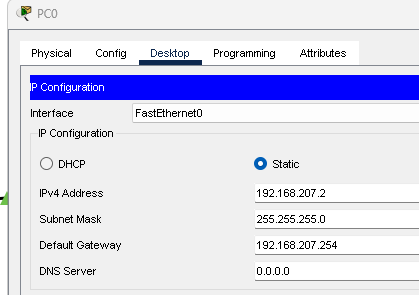 PC0
Physical Config Desktop Programming Attributes
IP Configuration
Interface FastEthernet0
IP Configuration
DHCP Static
IPv4 Address 192.168.207.2
Subnet Mask 255.255.255.0
Default Gateway 192.168.207.254
DNS Server 0.0.0.0